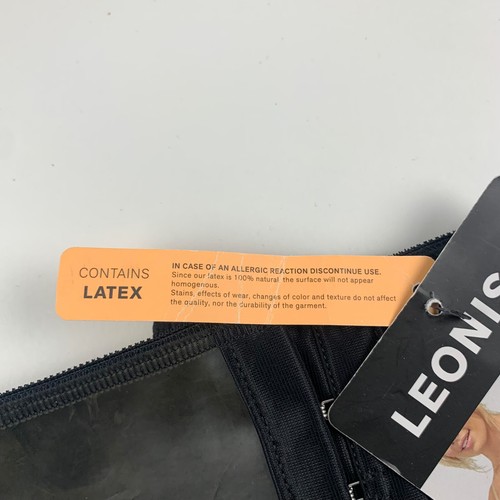 CONTAINS
LATEX
IN CASE OF AN ALLERGIC REACTION DISCONTINUE USE.
Since our latex is 100% natural the surface will not appear
homogenous.
Stains, effects of wear, changes of color and texture do not affect
the quality, nor the durability of the garment.
LEONIS